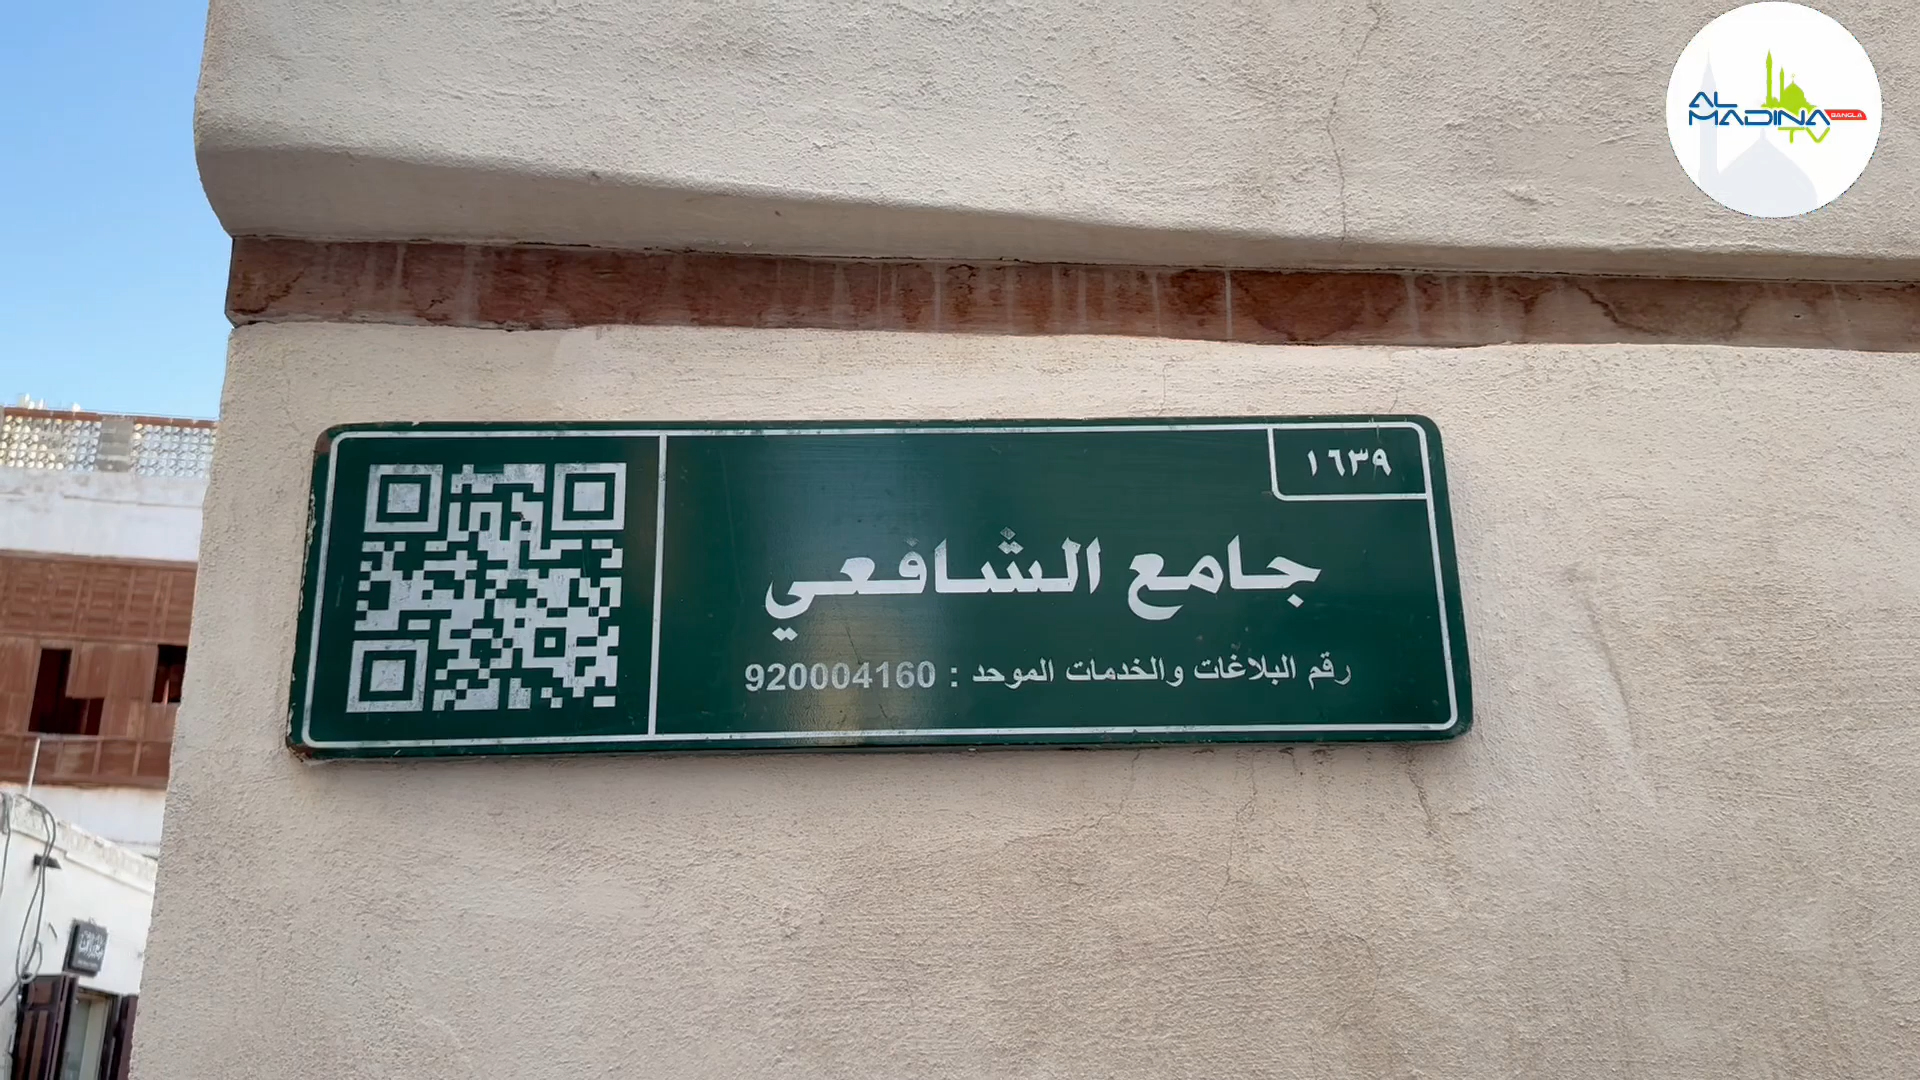 AL
MADINA BANGLA
TV
١٦٣٩
جامع الشافعي
رقم البلاغات والخدمات الموحد : 920004160